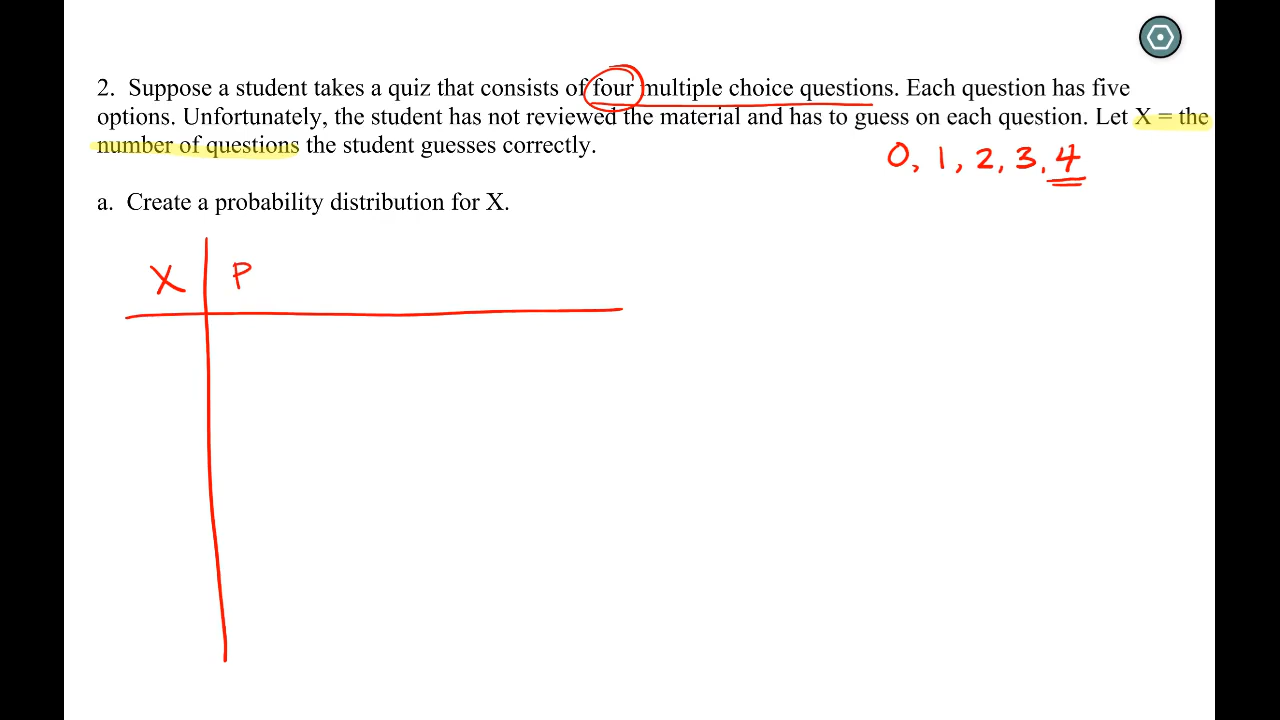 2. Suppose a student takes a quiz that consists of four multiple choice questions. Each question has five
options. Unfortunately, the student has not reviewed the material and has to guess on each question. Let X = the
number of questions the student guesses correctly.
0, 1, 2, 3, 4
a. Create a probability distribution for X.
X P